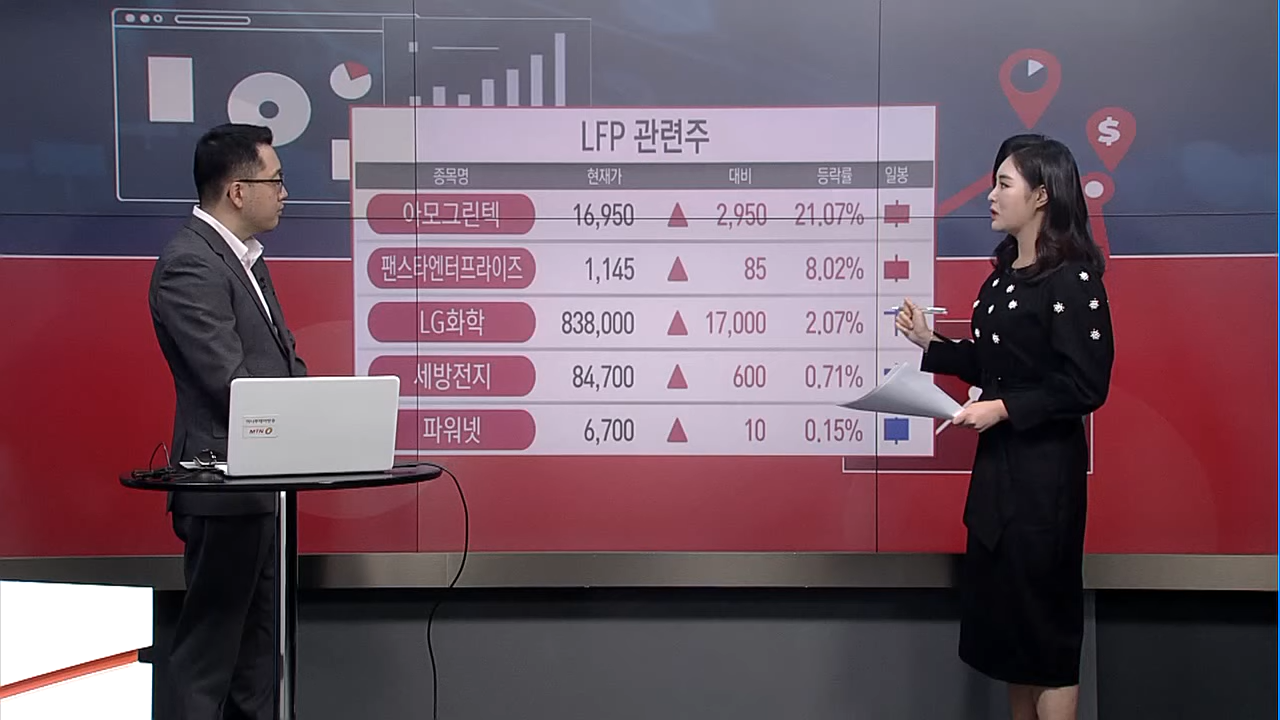 $
LFP 관련주
종목명 현재가 대비 등락률 일봉
아모그린텍 16,950 ▲ 2,950 21.07%
팬스타엔터프라이즈 1,145 ▲ 85 8.02%
LG화학 838,000 ▲ 17,000 2.07%
세방전지 84,700 ▲ 600 0.71%
파워넷 6,700 ▲ 10 0.15%
MTN